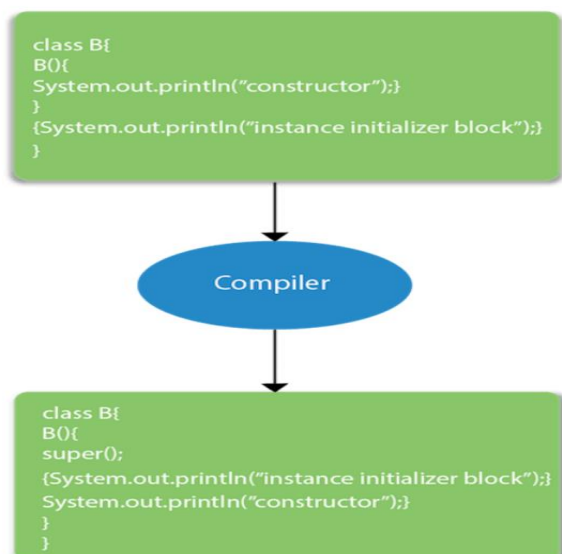 class B{
B(){
System.out.println(”constructor”);}
}
{System.out.println(”instance initializer block”);}
}
Compiler
class B{
B(){
super();
{System.out.println(”instance initializer block”);}
System.out.println(”constructor”);}
}
}